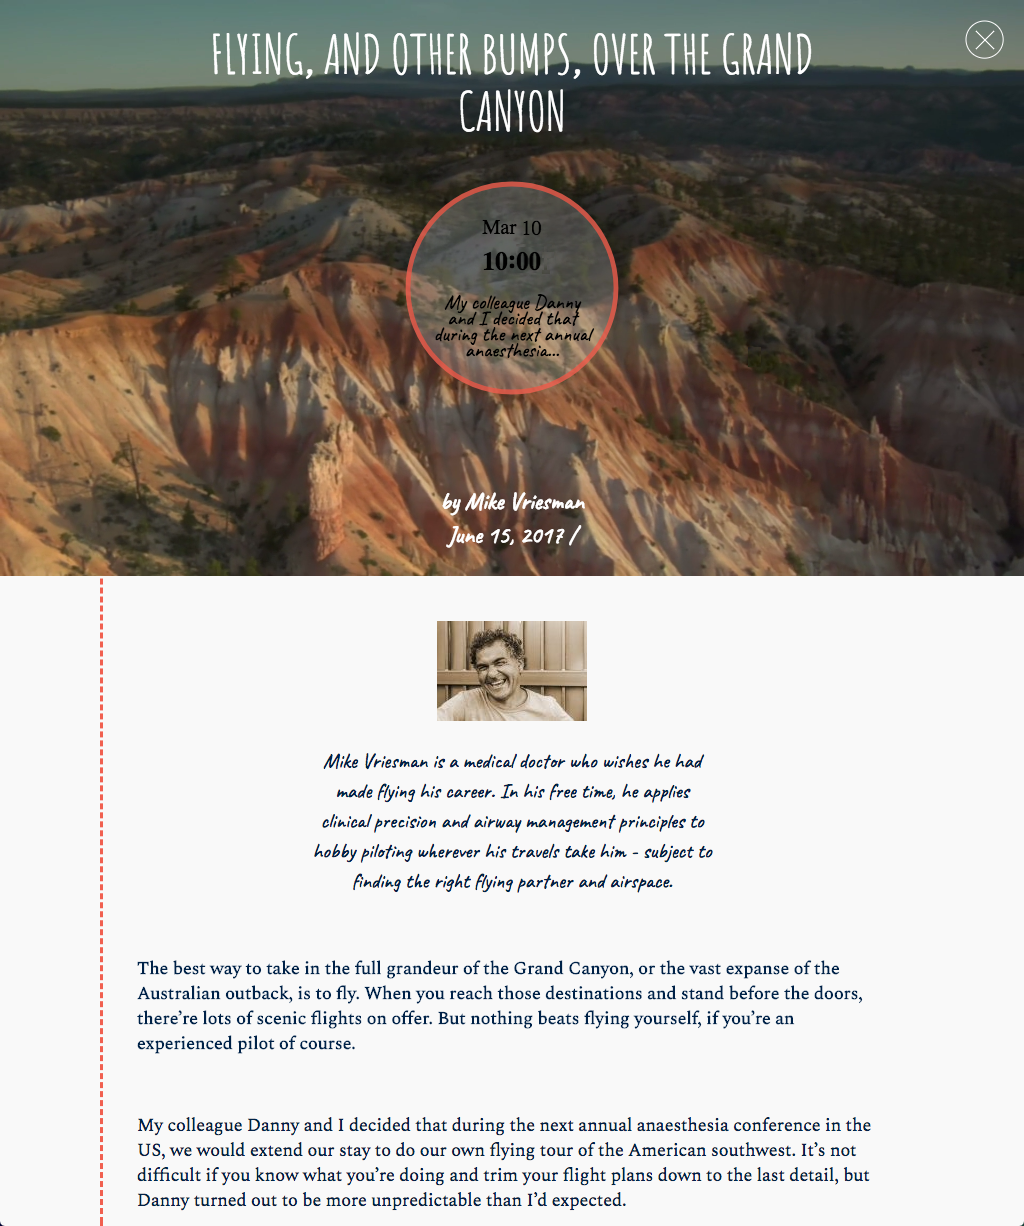 FLYING, AND OTHER BUMPS, OVER THE GRAND
CANYON
Mar 10
10:00
My colleague Danny
and I decided that
during the next annual
anaesthesia...
by Mike Vriesman
June 15, 2017 /
Mike Vriesman is a medical doctor who wishes he had
made flying his career. In his free time, he applies
clinical precision and airway management principles to
hobby piloting wherever his travels take him - subject to
finding the right flying partner and airspace.
The best way to take in the full grandeur of the Grand Canyon, or the vast expanse of the
Australian outback, is to fly. When you reach those destinations and stand before the doors,
there’re lots of scenic flights on offer. But nothing beats flying yourself, if you’re an
experienced pilot of course.
My colleague Danny and I decided that during the next annual anaesthesia conference in the
US, we would extend our stay to do our own flying tour of the American southwest. It’s not
difficult if you know what you’re doing and trim your flight plans down to the last detail, but
Danny turned out to be more unpredictable than I’d expected.